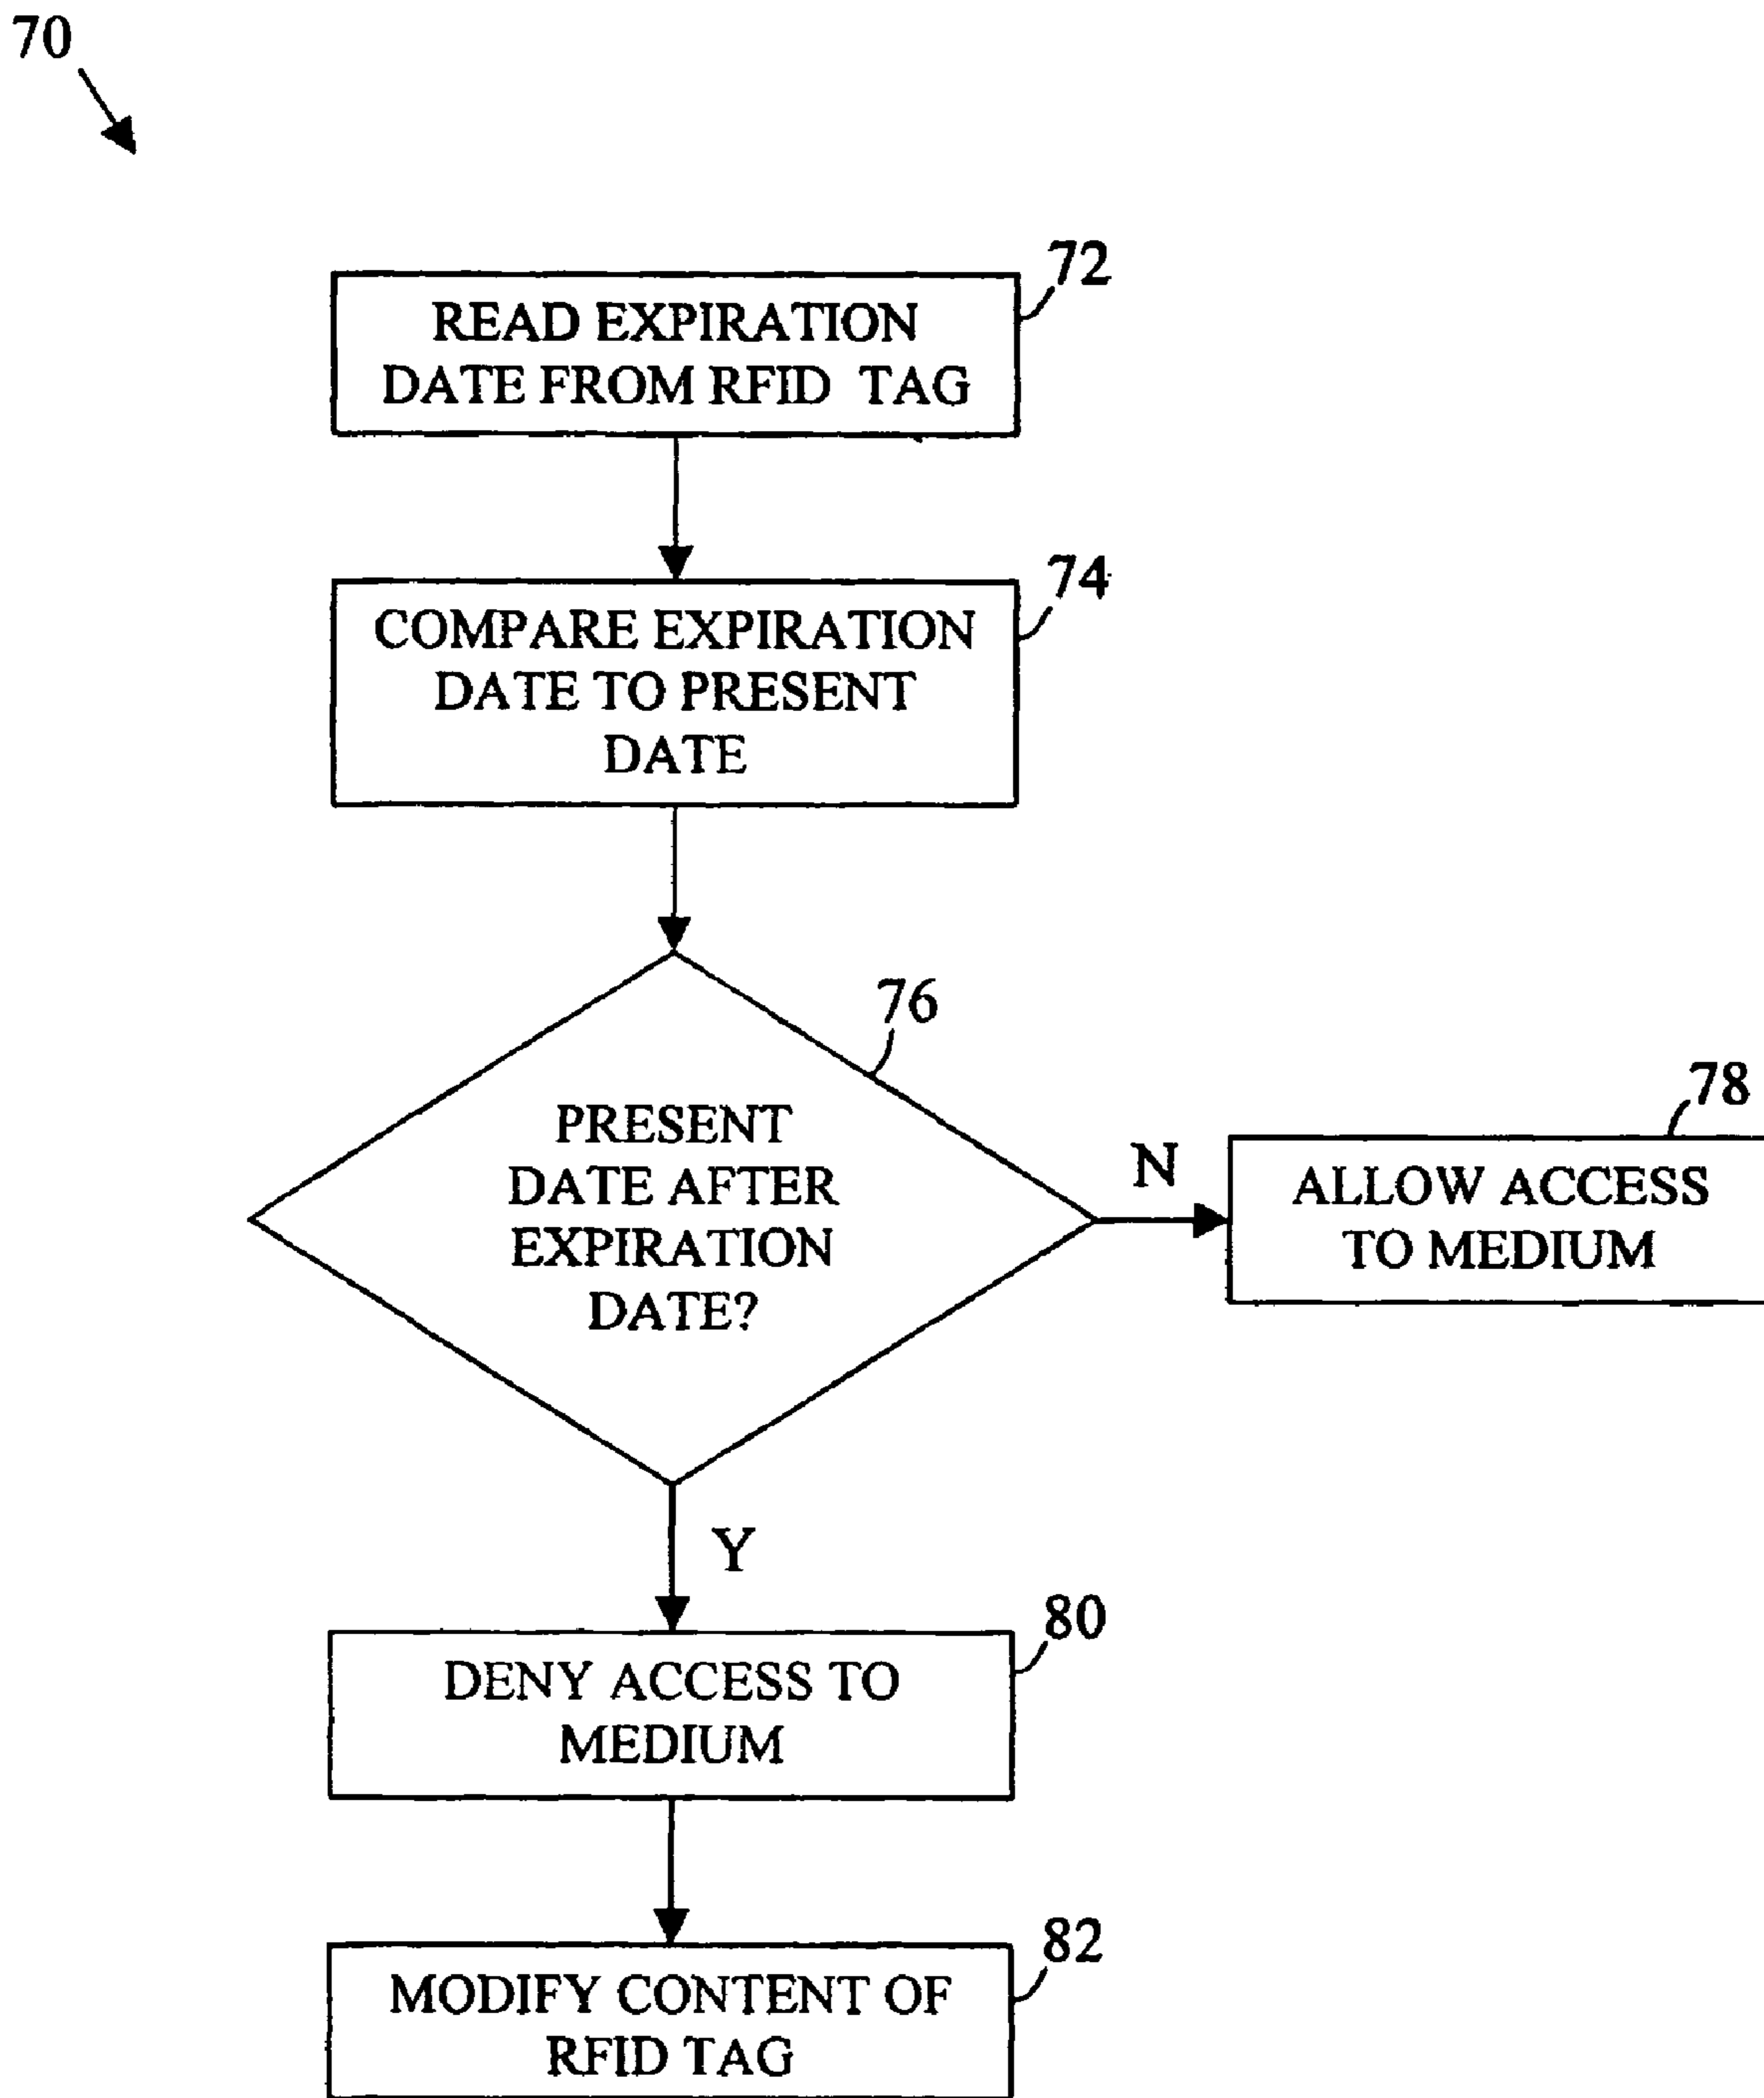 70
72
READ EXPIRATION
DATE FROM RFID TAG
74
COMPARE EXPIRATION
DATE TO PRESENT
DATE
76
PRESENT
DATE AFTER
EXPIRATION
DATE?
N
78
ALLOW ACCESS
TO MEDIUM
Y
80
DENY ACCESS TO
MEDIUM
82
MODIFY CONTENT OF
RFID TAG